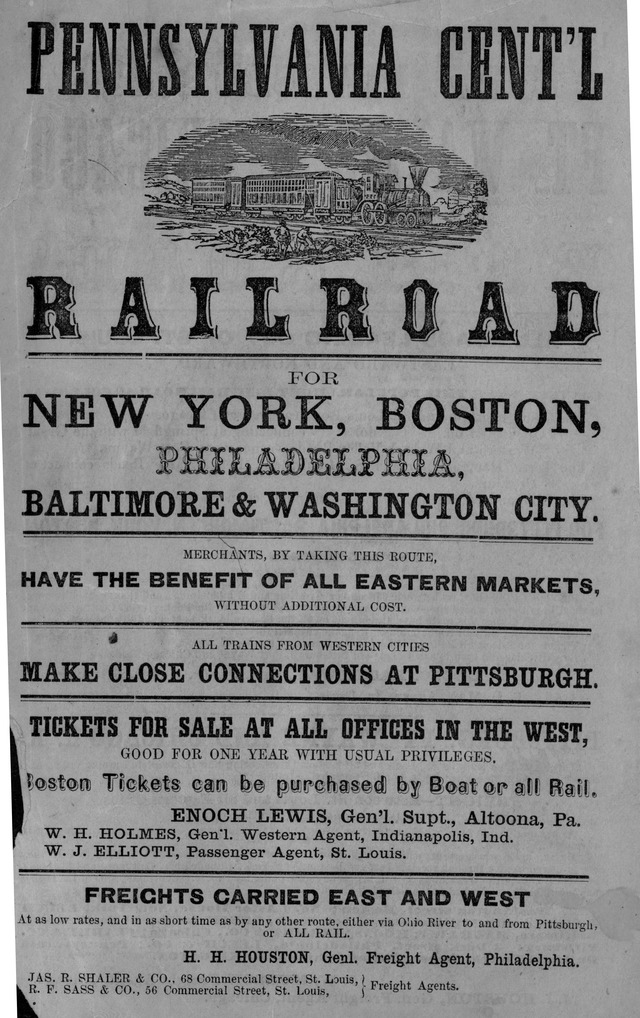 PENNSYLVANIA CENT'L
RAILROAD
FOR
NEW YORK, BOSTON,
PHILADELPHIA,
BALTIMORE & WASHINGTON CITY.
MERCHANTS, BY TAKING THIS ROUTE,
HAVE THE BENEFIT OF ALL EASTERN MARKETS,
WITHOUT ADDITIONAL COST.
ALL TRAINS FROM WESTERN CITIES
MAKE CLOSE CONNECTIONS AT PITTSBURGH.
TICKETS FOR SALE AT ALL OFFICES IN THE WEST,
GOOD FOR ONE YEAR WITH USUAL PRIVILEGES.
Boston Tickets can be purchased by Boat or all Rail.
ENOCH LEWIS, Gen'l. Supt., Altoona, Pa.
W. H. HOLMES, Gen'l. Western Agent, Indianapolis, Ind.
W. J. ELLIOTT, Passenger Agent, St. Louis.
FREIGHTS CARRIED EAST AND WEST
At as low rates, and in as short time as by any other route, either via Ohio River to and from Pittsburgh,
or ALL RAIL.
H. H. HOUSTON, Genl. Freight Agent, Philadelphia.
JAS. R. SHALER & CO., 68 Commercial Street, St. Louis, } Freight Agents.
R. F. SASS & CO., 56 Commercial Street, St. Louis,